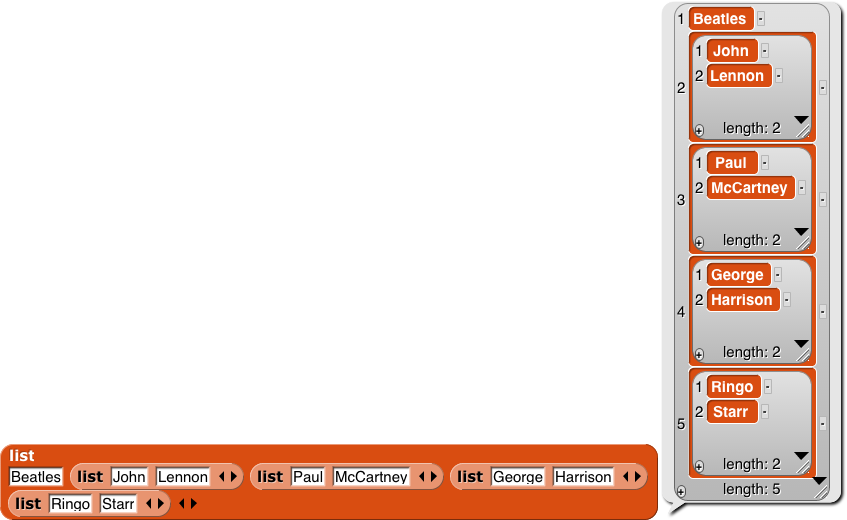 1 Beatles -
2
1 John -
2 Lennon -
-
+ length: 2
3
1 Paul -
2 McCartney -
-
+ length: 2
4
1 George -
2 Harrison -
-
+ length: 2
5
1 Ringo -
2 Starr -
-
+ length: 2
+ length: 5
list
Beatles list John Lennon list Paul McCartney list George Harrison
list Ringo Starr